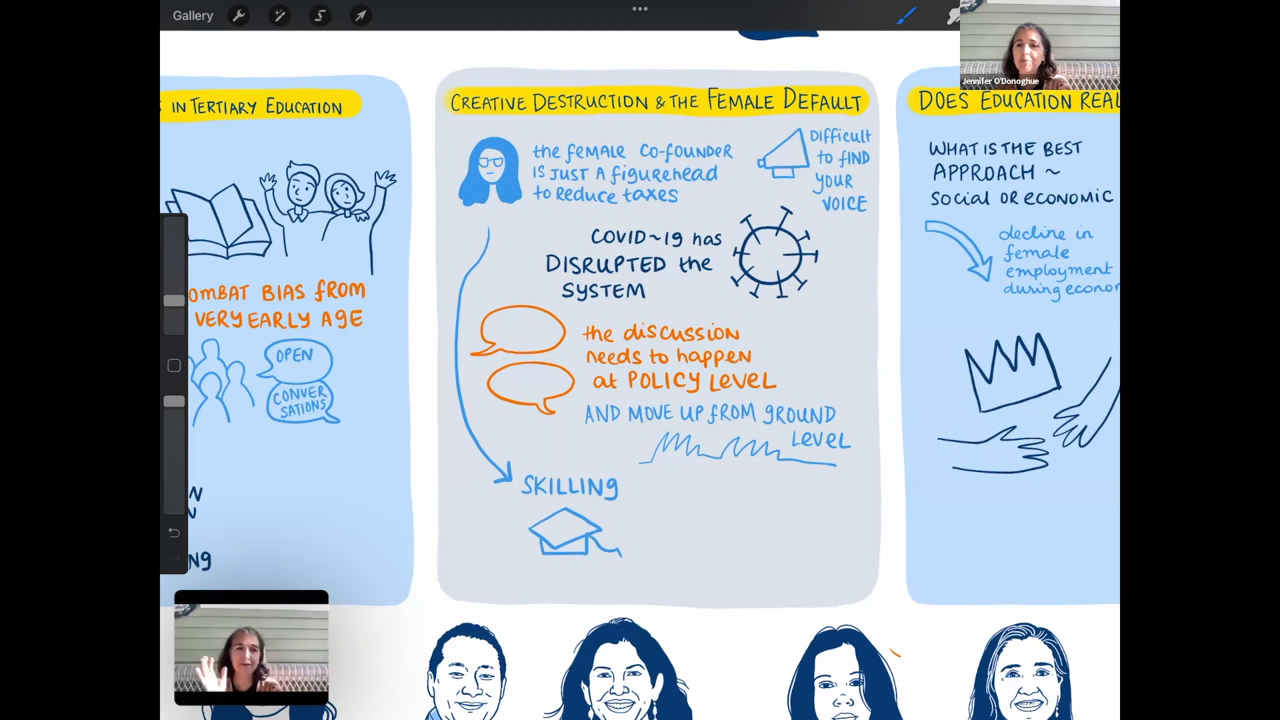 Gallery
Jennifer O'Donoghue
IN TERTIARY EDUCATION
OMBAT BIAS FROM
VERY EARLY AGE
OPEN
CONVER
SATIONS
N
N
NG
CREATIVE DESTRUCTION & THE FEMALE DEFAULT
the FEMALE CO-FOUNDER
IS JUST A figureHEAD
to REDUCE taxes
Difficult
to FIND
YOUR
VOICE
COVID~19 has
DISRUPTED the
SYSTEM
the discussion
needs to happen
at POLICY LEVEL
AND MOVE UP FROM GROUND
LEVEL
SKILLING
DOES EDUCATION REAL
WHAT IS THE BEST
APPROACH ~
SOCIAL OR ECONOMIC
decline in
female
employment
during econor